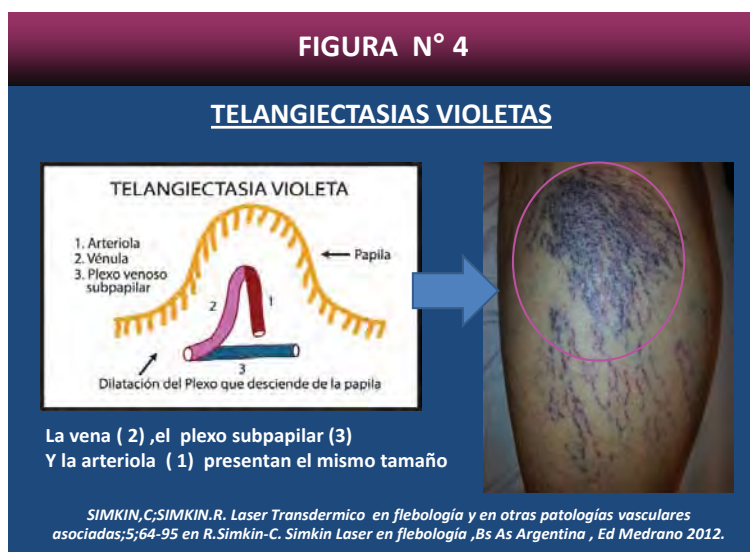 FIGURA N° 4
TELANGIECTASIAS VIOLETAS
TELANGIECTASIA VIOLETA
1. Arteriola
2. Vénula
3. Plexo venoso
subpapilar
Papila
2
1
3
Dilatación del Plexo que desciende de la papila
La vena ( 2) ,el plexo subpapilar (3)
Y la arteriola ( 1) presentan el mismo tamaño
SIMKIN,C;SIMKIN.R. Laser Transdermico en flebología y en otras patologías vasculares
asociadas;5;64-95 en R.Simkin-C. Simkin Laser en flebología ,Bs As Argentina , Ed Medrano 2012.